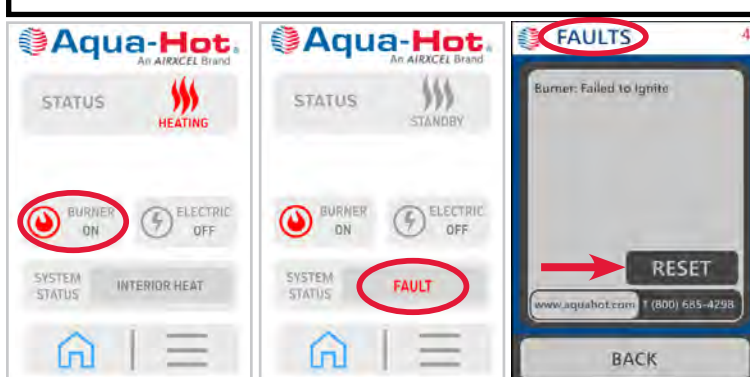 Aqua-Hot®
An AIRXCEL Brand
STATUS
HEATING
BURNER
ON
ELECTRIC
OFF
SYSTEM
STATUS
INTERIOR HEAT
Aqua-Hot®
An AIRXCEL Brand
STATUS
STANDBY
BURNER
ON
ELECTRIC
OFF
SYSTEM
STATUS
FAULT
FAULTS
4
Burner: Failed to Ignite
RESET
www.aquahot.com 1 (800) 685-4298
BACK